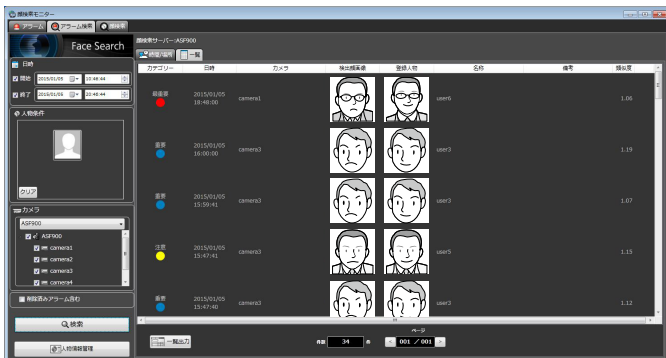 顔検索モニター
アラーム
アラーム検索
顔検索
Face Search
顔検索サーバー:ASF900
時間/場所
一覧
日時
開始 2015/01/05 10:48:44
終了 2015/01/05 20:48:44
人物条件
クリア
カメラ
ASF900
ASF900
camera1
camera2
camera3
camera4
削除済みアラーム含む
検索
人物情報管理
カテゴリー 日時 カメラ 検出顔画像 登録人物 名称 備考 類似度
最重要 2015/01/05 18:48:00 camera1 user6 1.06
重要 2015/01/05 16:00:00 camera3 user3 1.19
重要 2015/01/05 15:59:41 camera3 user3 1.07
注意 2015/01/05 15:47:41 camera3 user5 1.15
重要 2015/01/05 15:47:40 camera3 user3 1.12
一覧出力
件数 34 件
ページ
< 001 / 001 >